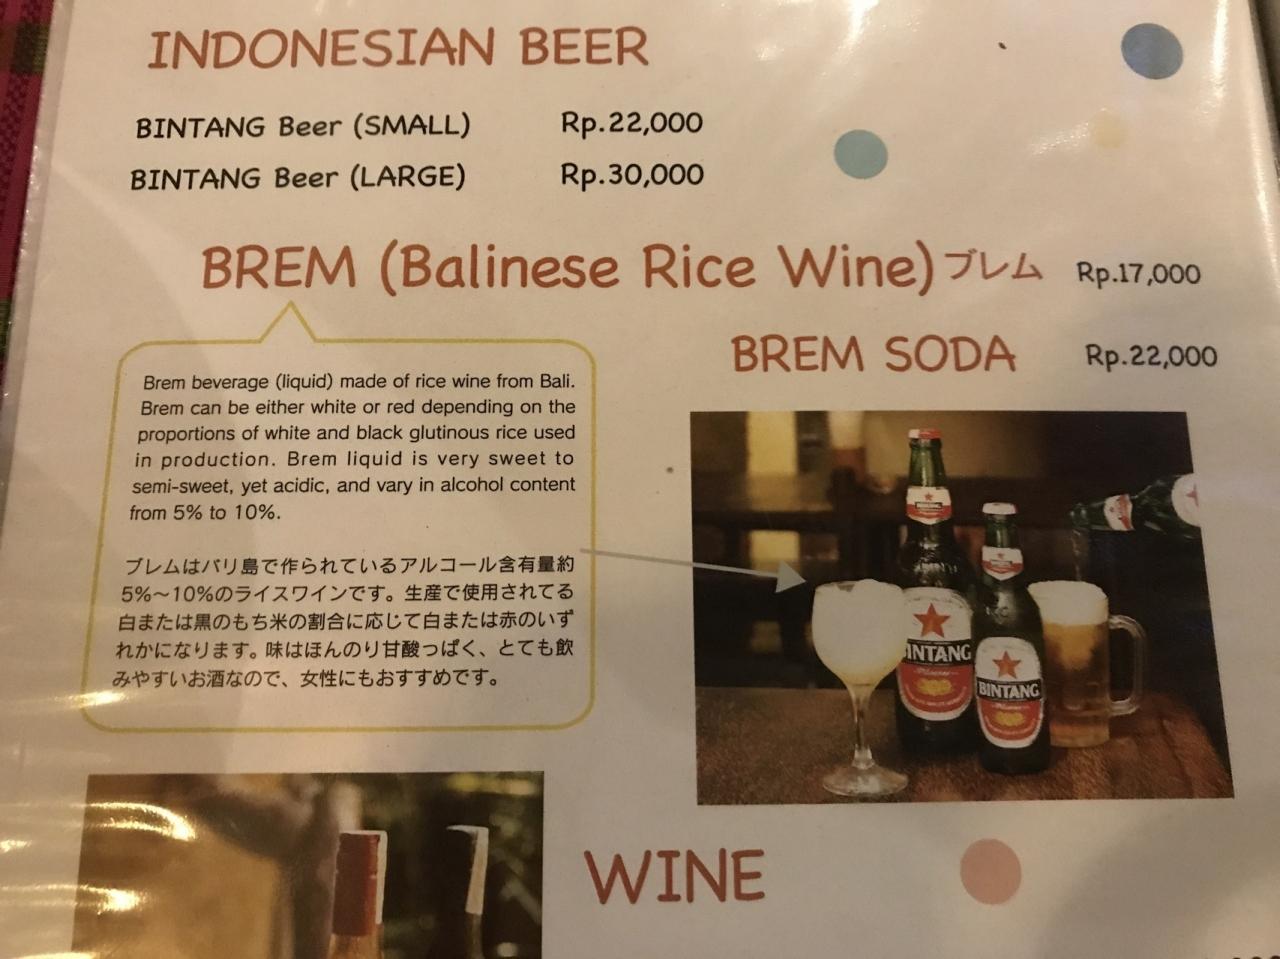 INDONESIAN BEER
BINTANG Beer (SMALL) Rp.22,000
BINTANG Beer (LARGE) Rp.30,000
BREM (Balinese Rice Wine) ブレム Rp.17,000
BREM SODA Rp.22,000
Brem beverage (liquid) made of rice wine from Bali.
Brem can be either white or red depending on the
proportions of white and black glutinous rice used
in production. Brem liquid is very sweet to
semi-sweet, yet acidic, and vary in alcohol content
from 5% to 10%.
ブレムはバリ島で作られているアルコール含有量約
5%～10%のライスワインです。生産で使用されてる
白または黒のもち米の割合に応じて白または赤のいず
れかになります。味はほんのり甘酸っぱく、とても飲
みやすいお酒なので、女性にもおすすめです。
BINTANG
BINTANG
WINE